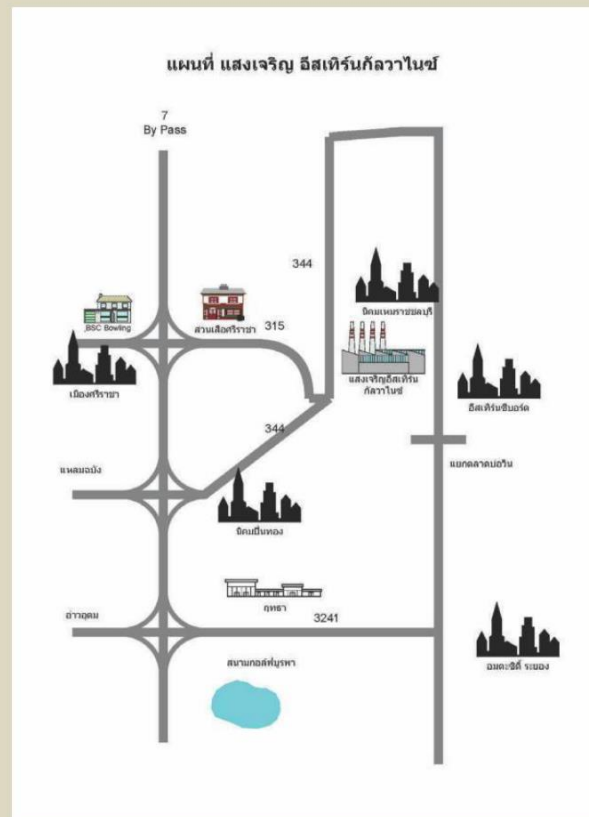 แผนที่ แสงเจริญ อีสเทิร์นกัลวาไนซ์
7
By Pass
344
นิคมเหมราชชลบุรี
BSC Bowling
สวนเสือศรีราชา
315
แสงเจริญอีสเทิร์น
กัลวาไนซ์
เมืองศรีราชา
อีสเทิร์นซีบอร์ด
344
แยกตลาดบ่อวิน
แหลมฉบัง
นิคมปิ่นทอง
ฤทธา
อ่าวอุดม
3241
สนามกอล์ฟบูรพา
อมตะซิตี้ ระยอง